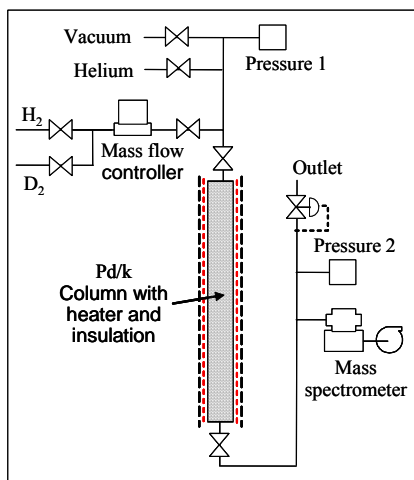 Vacuum
Helium
Pressure 1
H2
D2
Mass flow
controller
Outlet
Pressure 2
Pd/k
Column with
heater and
insulation
Mass
spectrometer